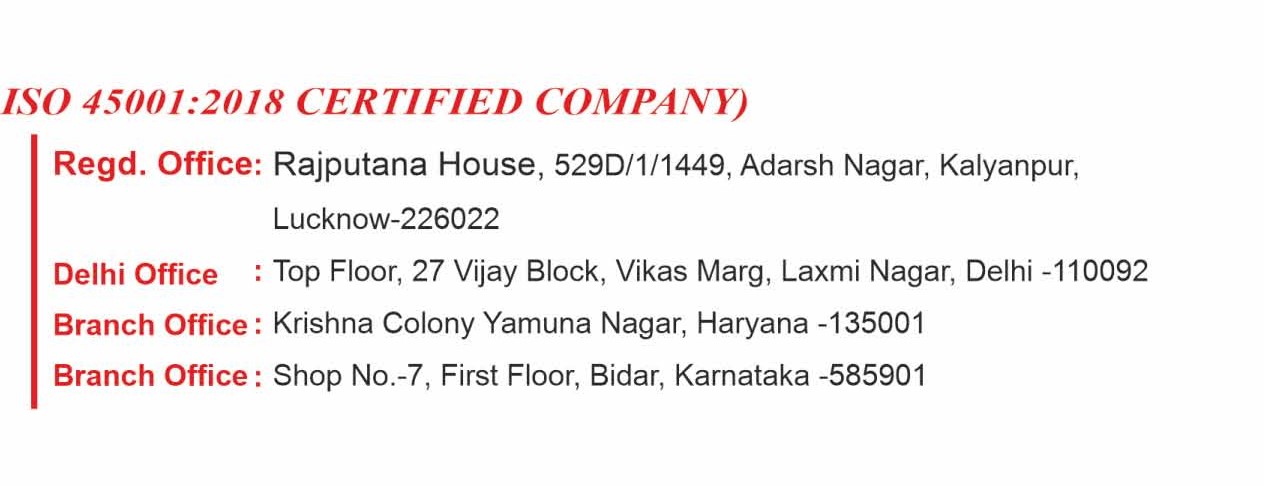 ISO 45001:2018 CERTIFIED COMPANY)
Regd. Office: Rajputana House, 529D/1/1449, Adarsh Nagar, Kalyanpur,
Lucknow-226022
Delhi Office : Top Floor, 27 Vijay Block, Vikas Marg, Laxmi Nagar, Delhi -110092
Branch Office : Krishna Colony Yamuna Nagar, Haryana -135001
Branch Office : Shop No.-7, First Floor, Bidar, Karnataka -585901